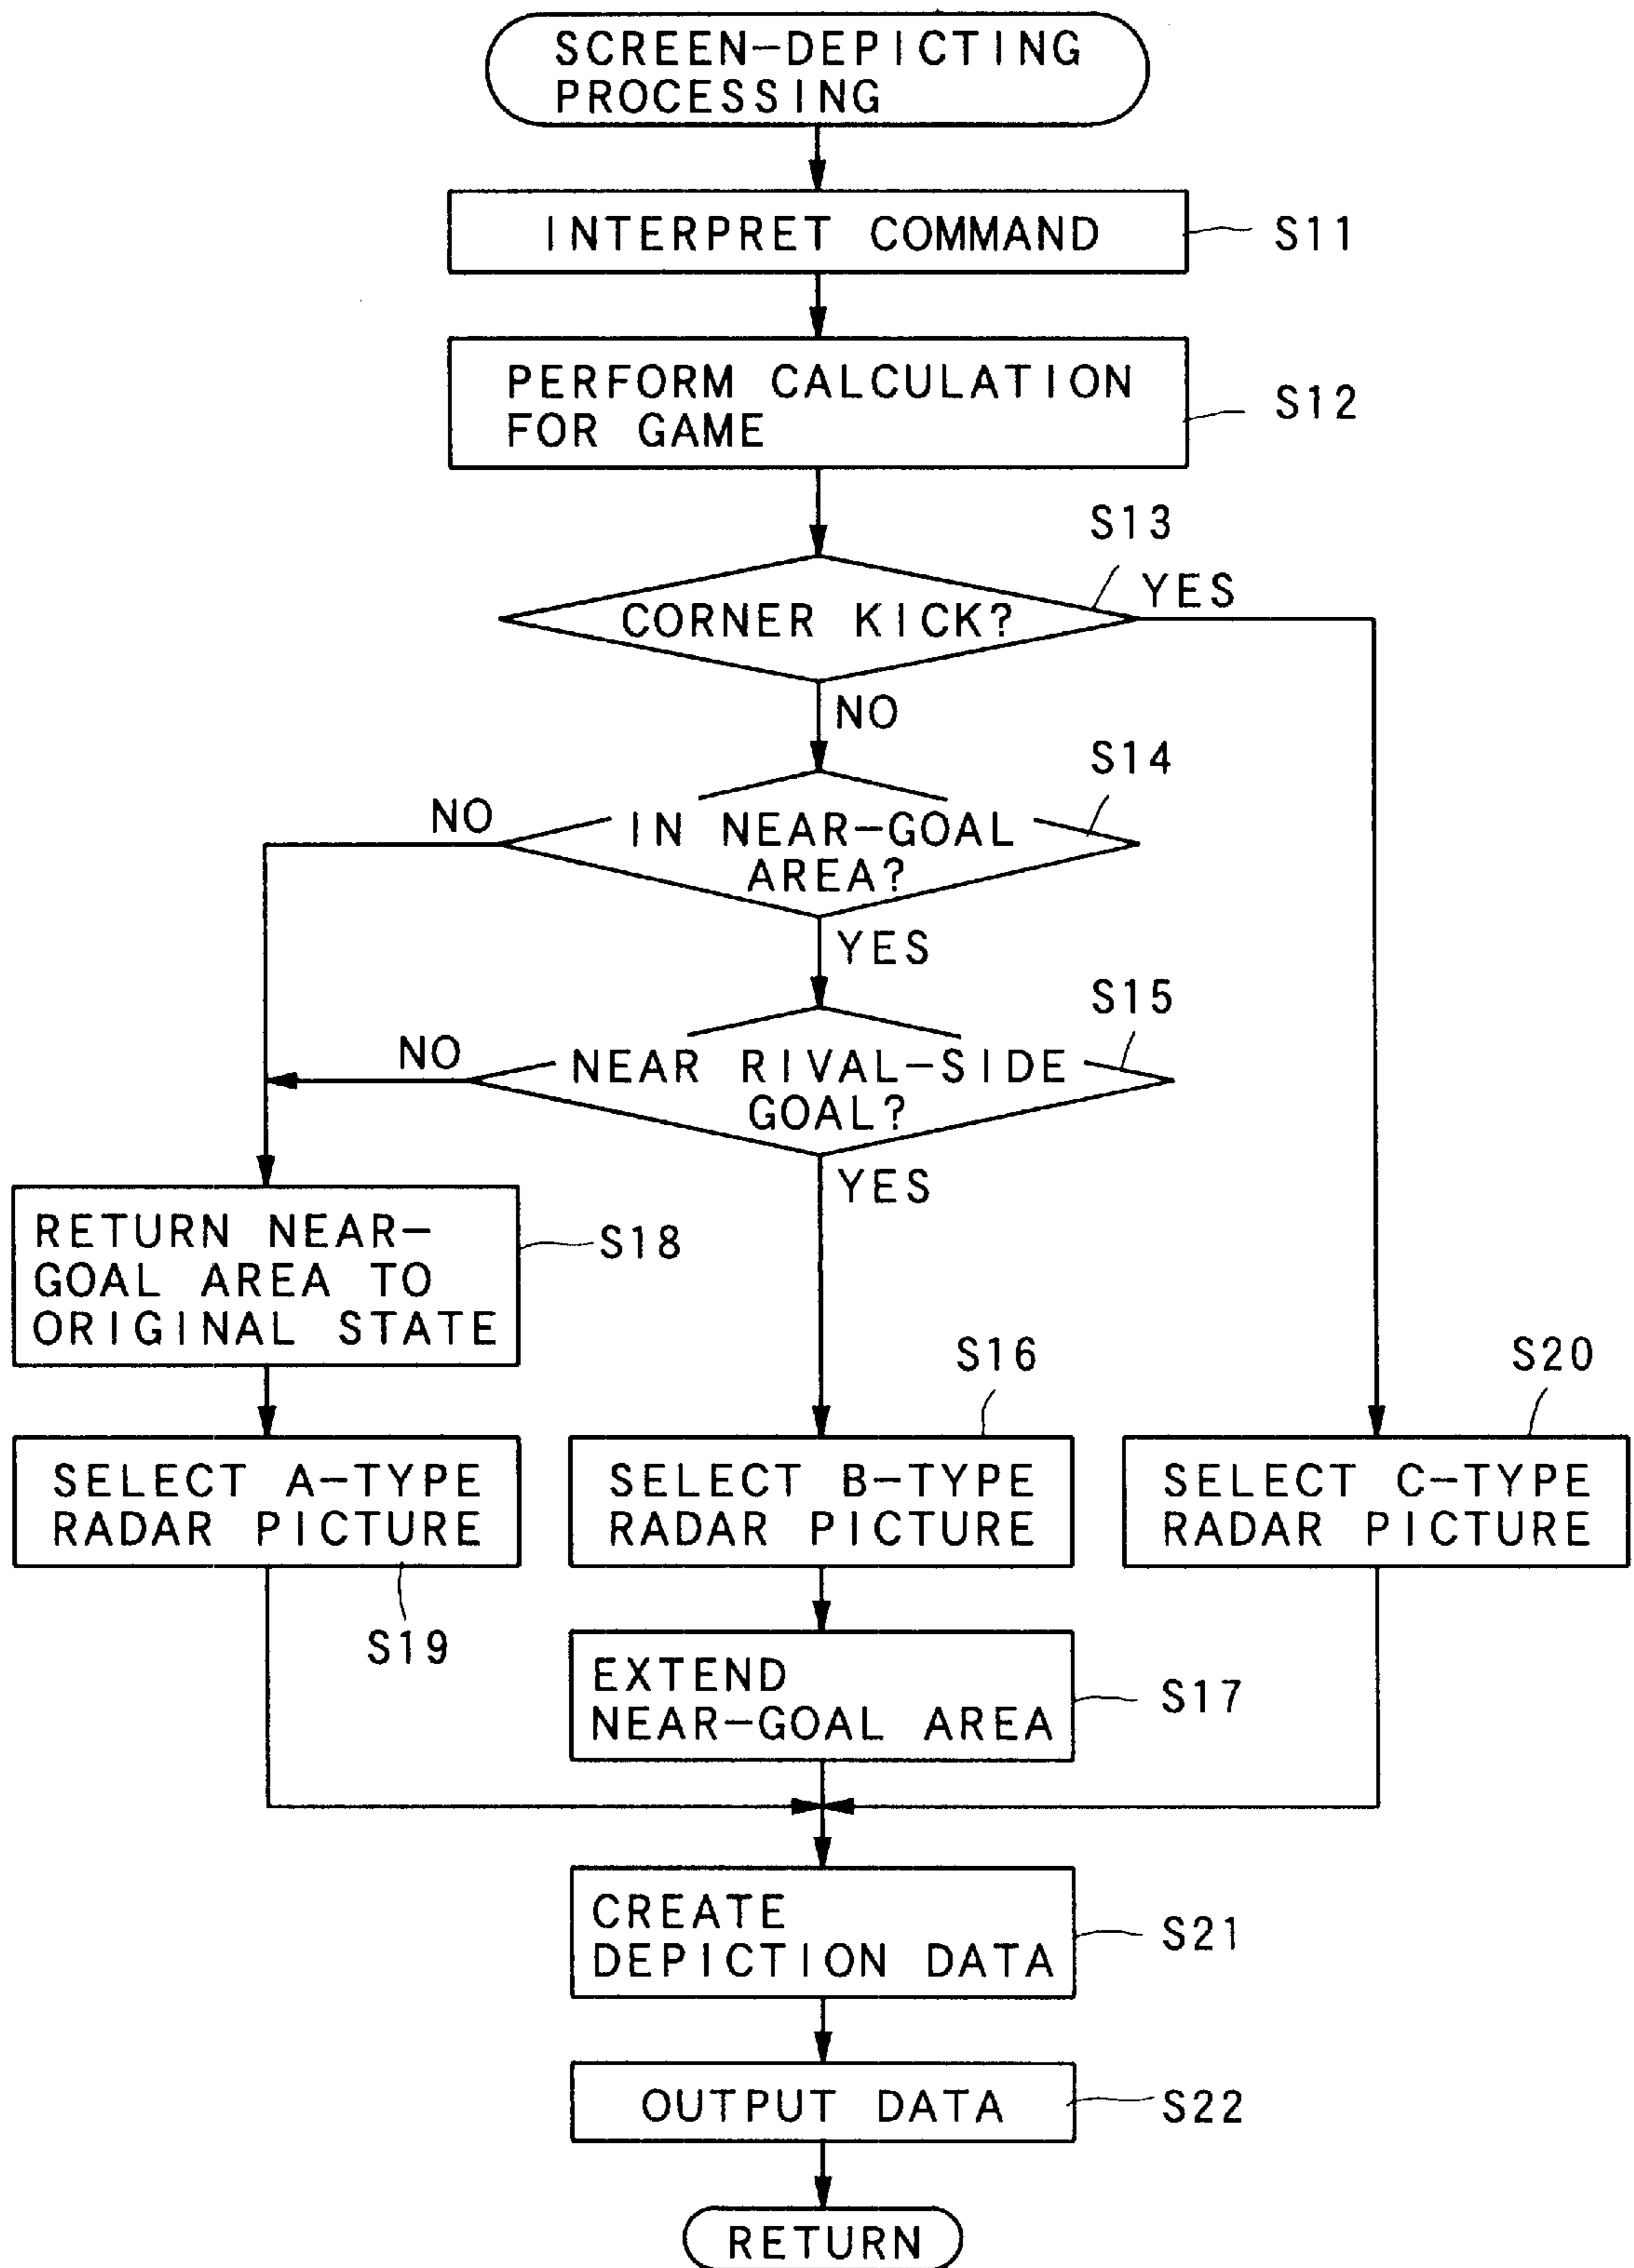 SCREEN-DEPICTING
PROCESSING
INTERPRET COMMAND
S11
PERFORM CALCULATION
FOR GAME
S12
S13
CORNER KICK?
YES
NO
S14
NO
IN NEAR-GOAL
AREA?
YES
S15
NO
NEAR RIVAL-SIDE
GOAL?
YES
RETURN NEAR-
GOAL AREA TO
ORIGINAL STATE
S18
S16
S20
SELECT A-TYPE
RADAR PICTURE
SELECT B-TYPE
RADAR PICTURE
SELECT C-TYPE
RADAR PICTURE
S19
EXTEND
NEAR-GOAL AREA
S17
CREATE
DEPICTION DATA
S21
OUTPUT DATA
S22
RETURN